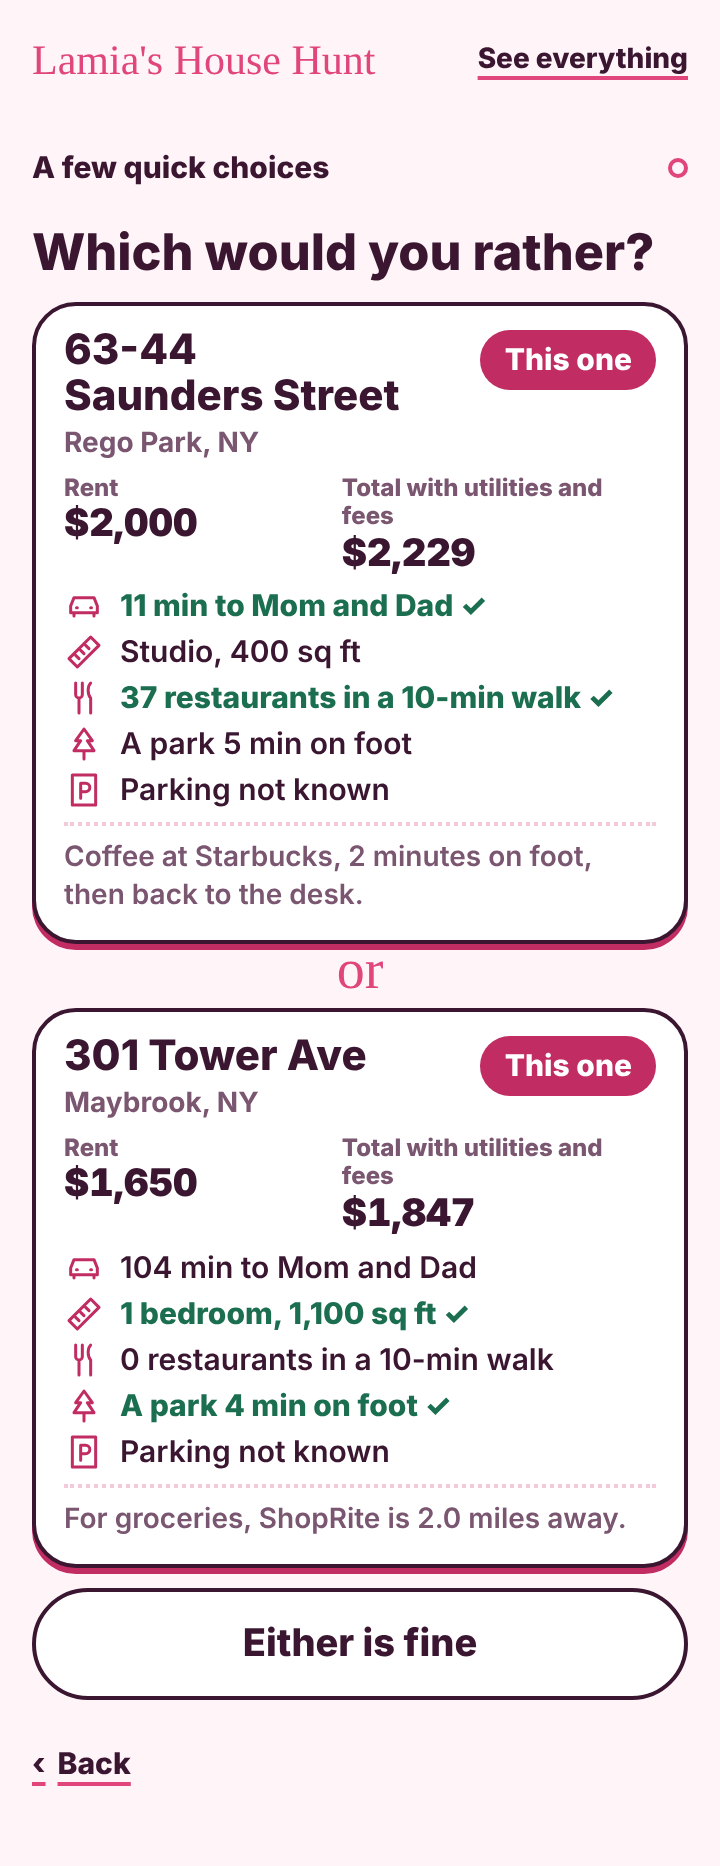 Lamia's House Hunt
See everything
A few quick choices
Which would you rather?
63-44
Saunders Street
This one
Rego Park, NY
Rent
$2,000
Total with utilities and
fees
$2,229
11 min to Mom and Dad ✓
Studio, 400 sq ft
37 restaurants in a 10-min walk ✓
A park 5 min on foot
P Parking not known
Coffee at Starbucks, 2 minutes on foot,
then back to the desk.
or
301 Tower Ave
This one
Maybrook, NY
Rent
$1,650
Total with utilities and
fees
$1,847
104 min to Mom and Dad
1 bedroom, 1,100 sq ft ✓
0 restaurants in a 10-min walk
A park 4 min on foot ✓
P Parking not known
For groceries, ShopRite is 2.0 miles away.
Either is fine
‹ Back